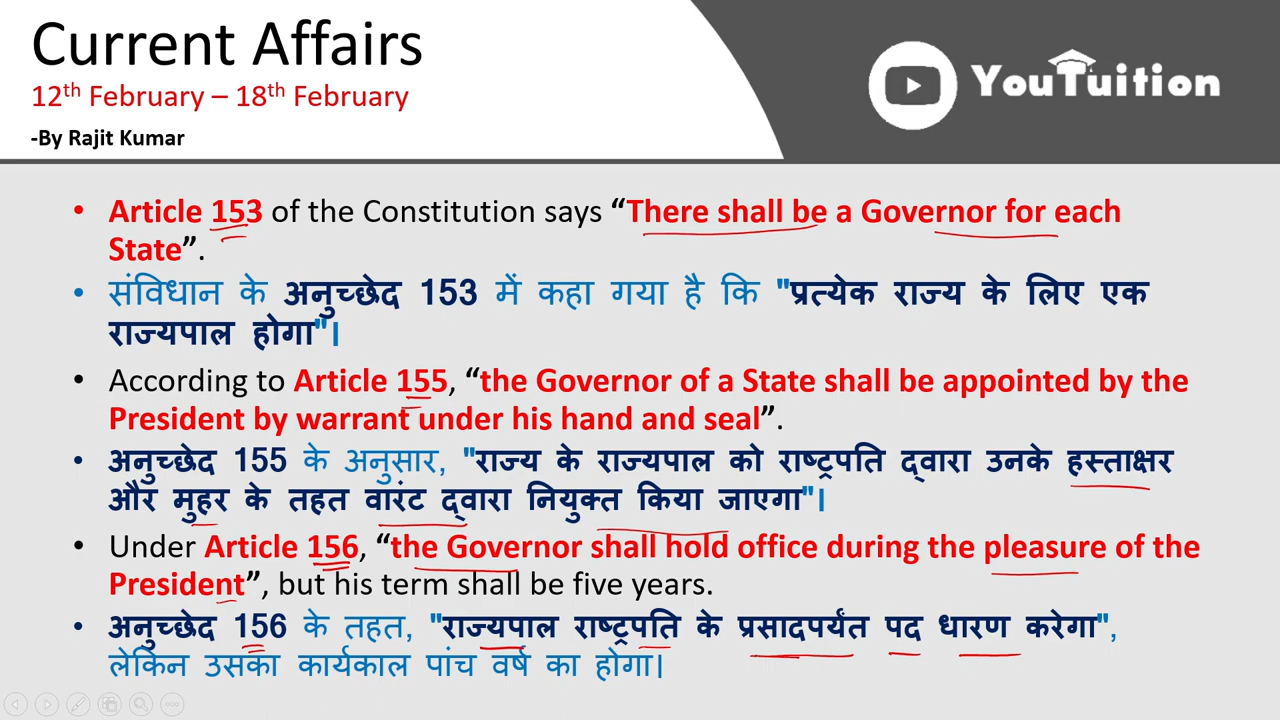 Current Affairs
12th February – 18th February
-By Rajit Kumar
YouTuition
• Article 153 of the Constitution says “There shall be a Governor for each
State”.
• संविधान के अनुच्छेद 153 में कहा गया है कि "प्रत्येक राज्य के लिए एक
राज्यपाल होगा"।
• According to Article 155, “the Governor of a State shall be appointed by the
President by warrant under his hand and seal”.
• अनुच्छेद 155 के अनुसार, "राज्य के राज्यपाल को राष्ट्रपति द्वारा उनके हस्ताक्षर
और मुहर के तहत वारंट द्वारा नियुक्त किया जाएगा"।
• Under Article 156, “the Governor shall hold office during the pleasure of the
President”, but his term shall be five years.
• अनुच्छेद 156 के तहत, "राज्यपाल राष्ट्रपति के प्रसादपर्यंत पद धारण करेगा",
लेकिन उसका कार्यकाल पांच वर्ष का होगा।